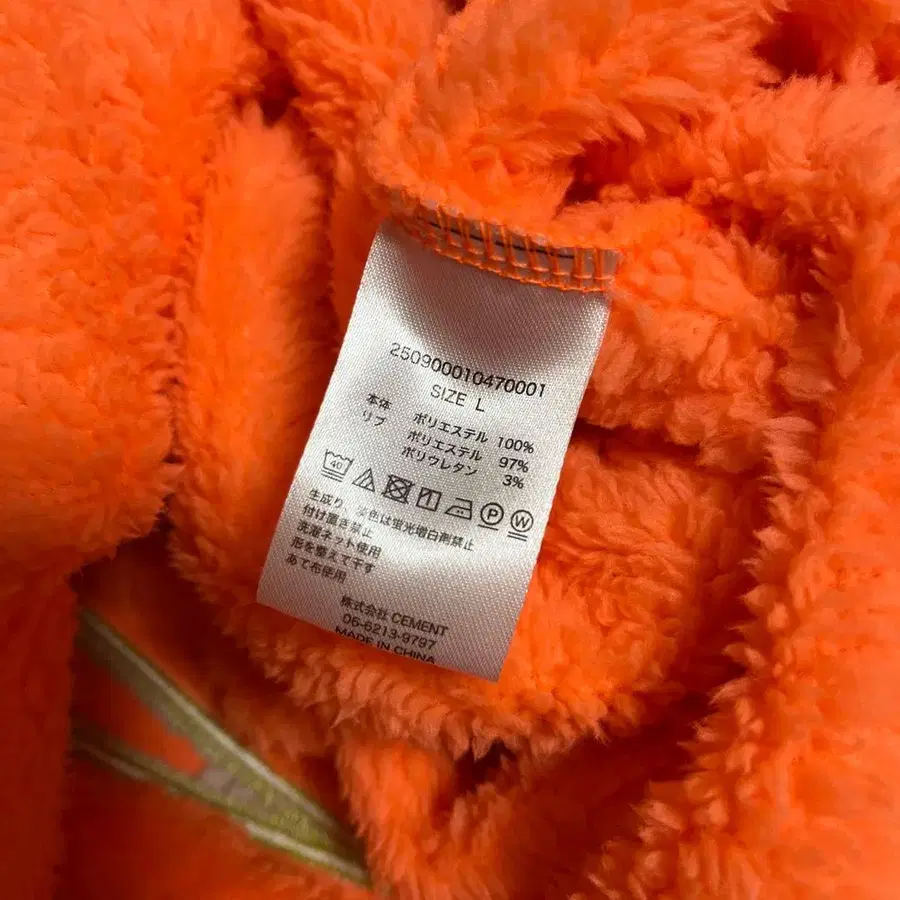 250900010470001
SIZE L
本体 ポリエステル 100%
リブ ポリエステル 97%
ポリウレタン 3%
40 P W
生成り、淡色は蛍光増白剤禁止
付け置き禁止
洗濯ネット使用
形を整えて干す
あて布使用
株式会社 CEMENT
06-6213-9797
MADE IN CHINA